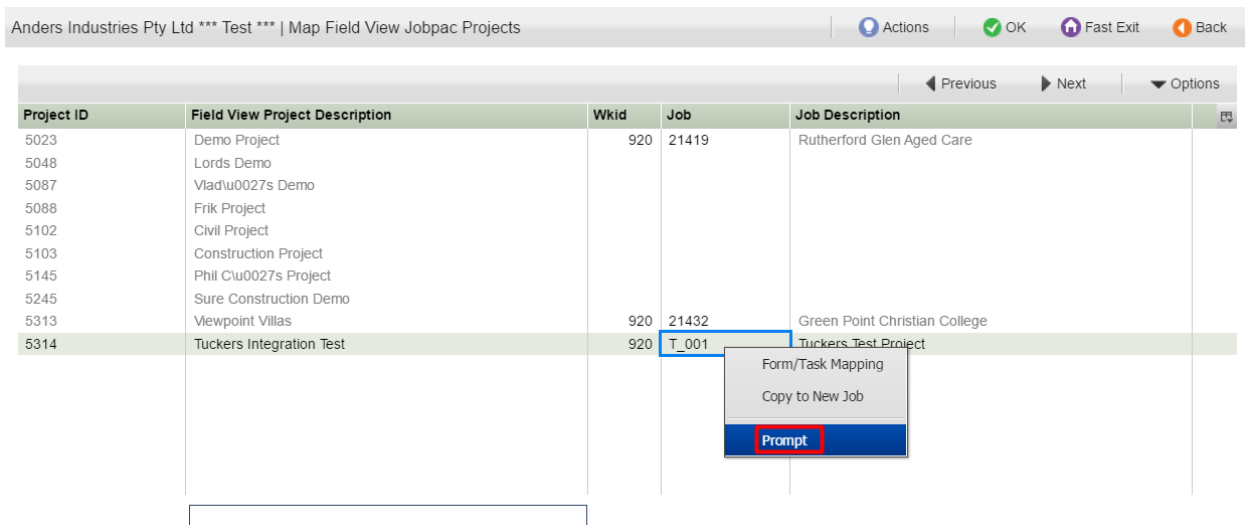 Anders Industries Pty Ltd *** Test *** | Map Field View Jobpac Projects Actions OK Fast Exit Back
Previous Next Options
Project ID Field View Project Description Wkid Job Job Description
5023 Demo Project 920 21419 Rutherford Glen Aged Care
5048 Lords Demo
5087 Vlad\u0027s Demo
5088 Frik Project
5102 Civil Project
5103 Construction Project
5145 Phil C\u0027s Project
5245 Sure Construction Demo
5313 Viewpoint Villas 920 21432 Green Point Christian College
5314 Tuckers Integration Test 920 T_001 Tuckers Test Project
Form/Task Mapping
Copy to New Job
Prompt